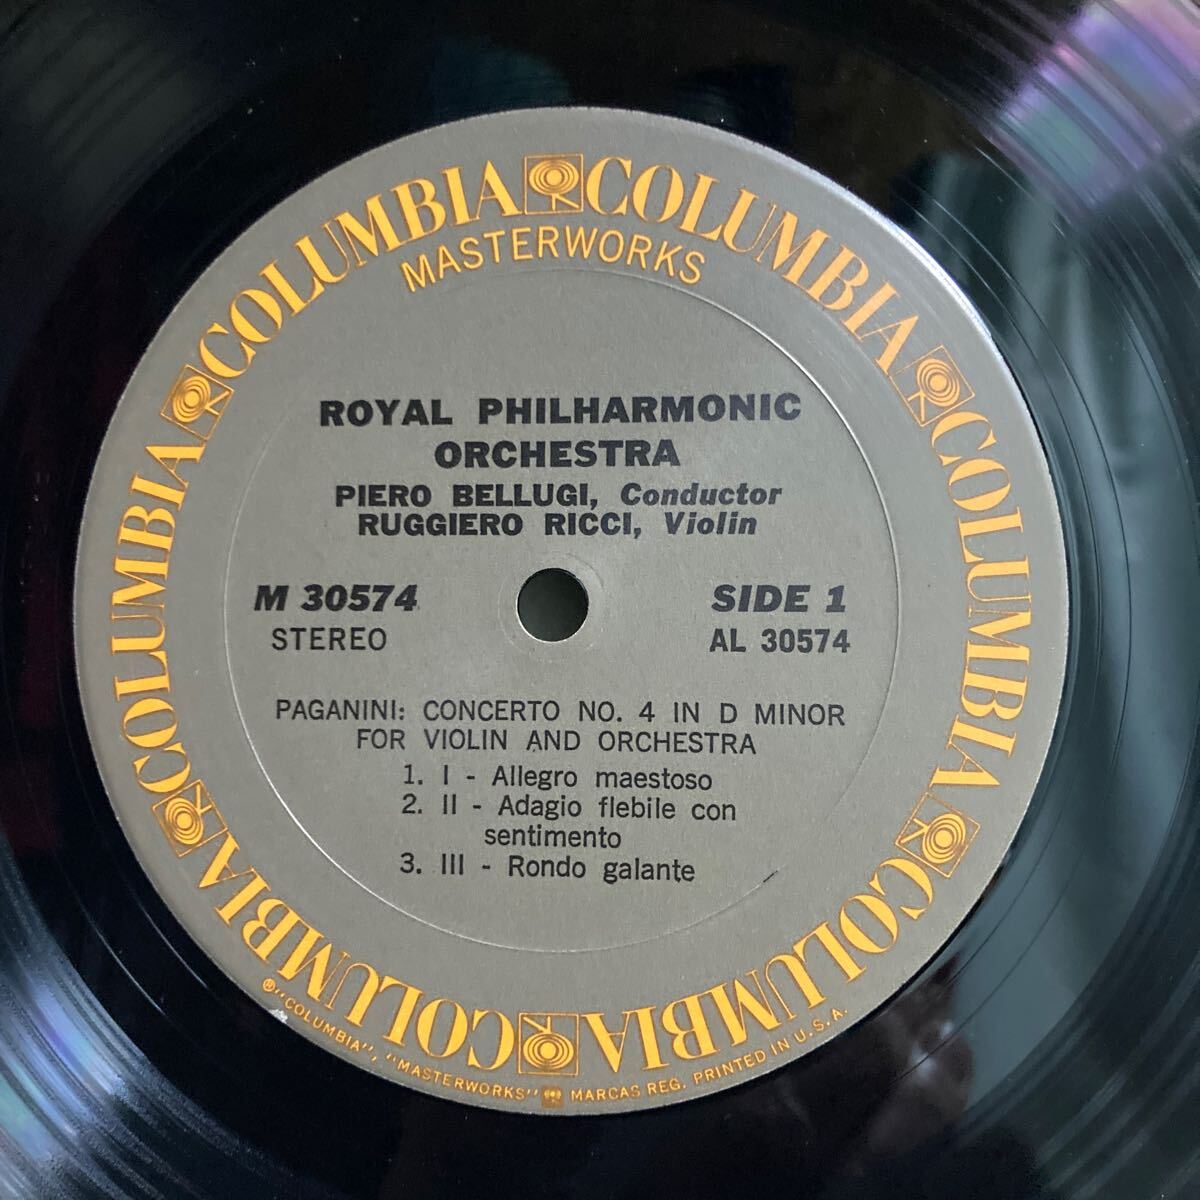 COLUMBIA COLUMBIA COLUMBIA COLUMBIA COLUMBIA COLUMBIA COLUMBIA COLUMBIA
MASTERWORKS
ROYAL PHILHARMONIC
ORCHESTRA
PIERO BELLUGI, Conductor
RUGGIERO RICCI, Violin
M 30574
STEREO
SIDE 1
AL 30574
PAGANINI: CONCERTO NO. 4 IN D MINOR
FOR VIOLIN AND ORCHESTRA
1. I - Allegro maestoso
2. II - Adagio flebile con
sentimento
3. III - Rondo galante
®"COLUMBIA", "MASTERWORKS" MARCAS REG. PRINTED IN U.S.A.